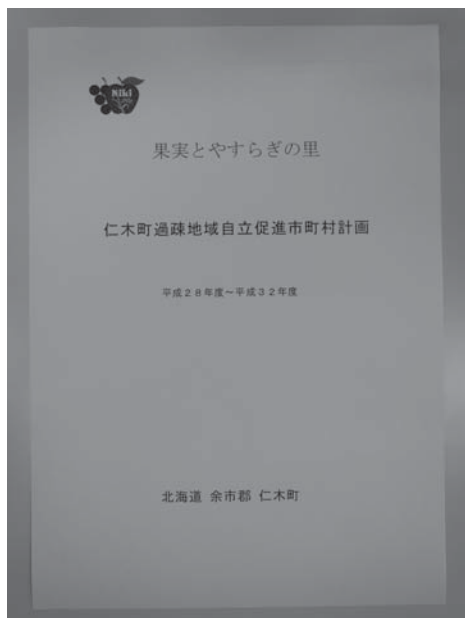 Niki
果実とやすらぎの里
仁木町過疎地域自立促進市町村計画
平成２８年度～平成３２年度
北海道 余市郡 仁木町